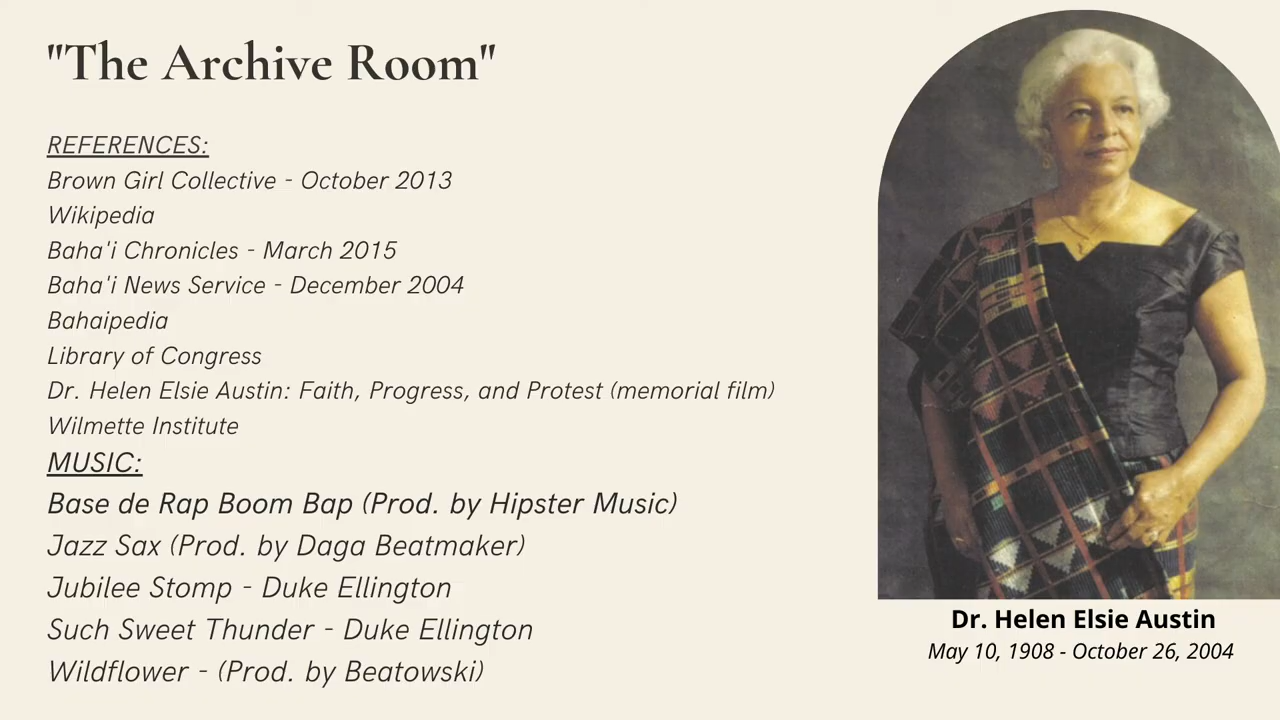 "The Archive Room"
REFERENCES:
Brown Girl Collective - October 2013
Wikipedia
Baha'i Chronicles - March 2015
Baha'i News Service - December 2004
Bahaipedia
Library of Congress
Dr. Helen Elsie Austin: Faith, Progress, and Protest (memorial film)
Wilmette Institute
MUSIC:
Base de Rap Boom Bap (Prod. by Hipster Music)
Jazz Sax (Prod. by Daga Beatmaker)
Jubilee Stomp - Duke Ellington
Such Sweet Thunder - Duke Ellington
Wildflower - (Prod. by Beatowski)
Dr. Helen Elsie Austin
May 10, 1908 - October 26, 2004